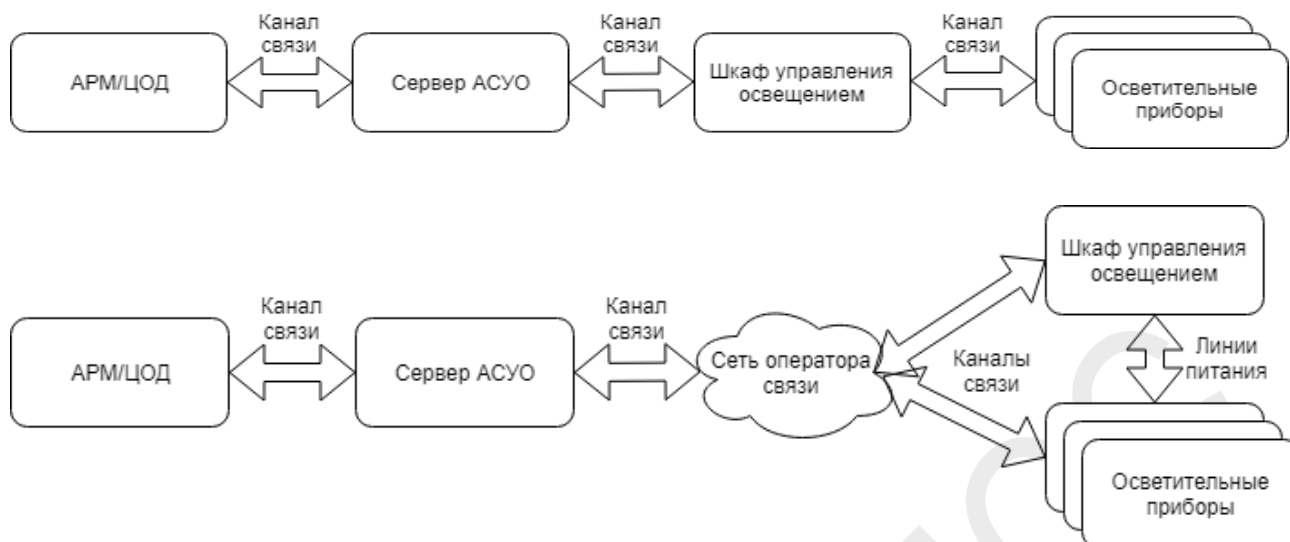 Канал
связи
Канал
связи
Канал
связи
АРМ/ЦОД
Сервер АСУО
Шкаф управления
освещением
Осветительные
приборы
Шкаф управления
освещением
Канал
связи
Канал
связи
АРМ/ЦОД
Сервер АСУО
Сеть оператора
связи
Каналы
связи
Линии
питания
Осветительные
приборы